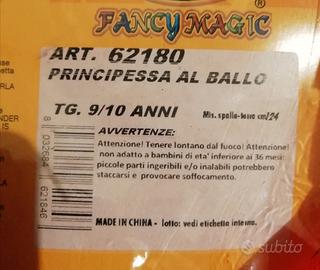 FANCY MAGIC ®
ART. 62180
PRINCIPESSA AL BALLO
TG. 9/10 ANNI
Mis. spalla-terra cm 124
AVVERTENZE:
Attenzione! Tenere lontano dal fuoco! Attenzione!
non adatto a bambini di eta' inferiore ai 36 mesi:
piccole parti ingeribili e/o inalabili potrebbero
staccarsi e provocare soffocamento.
MADE IN CHINA - lotto: vedi etichetta interna.
subito